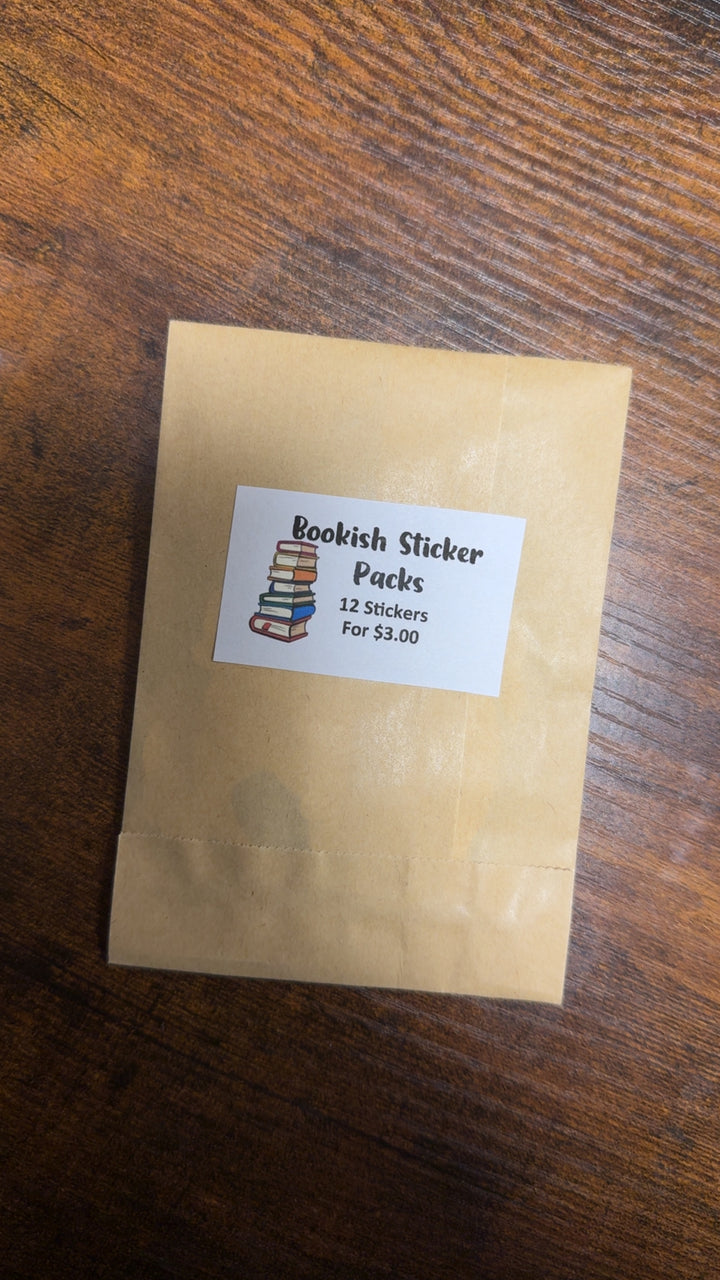 Bookish Sticker
Packs
12 Stickers
For $3.00